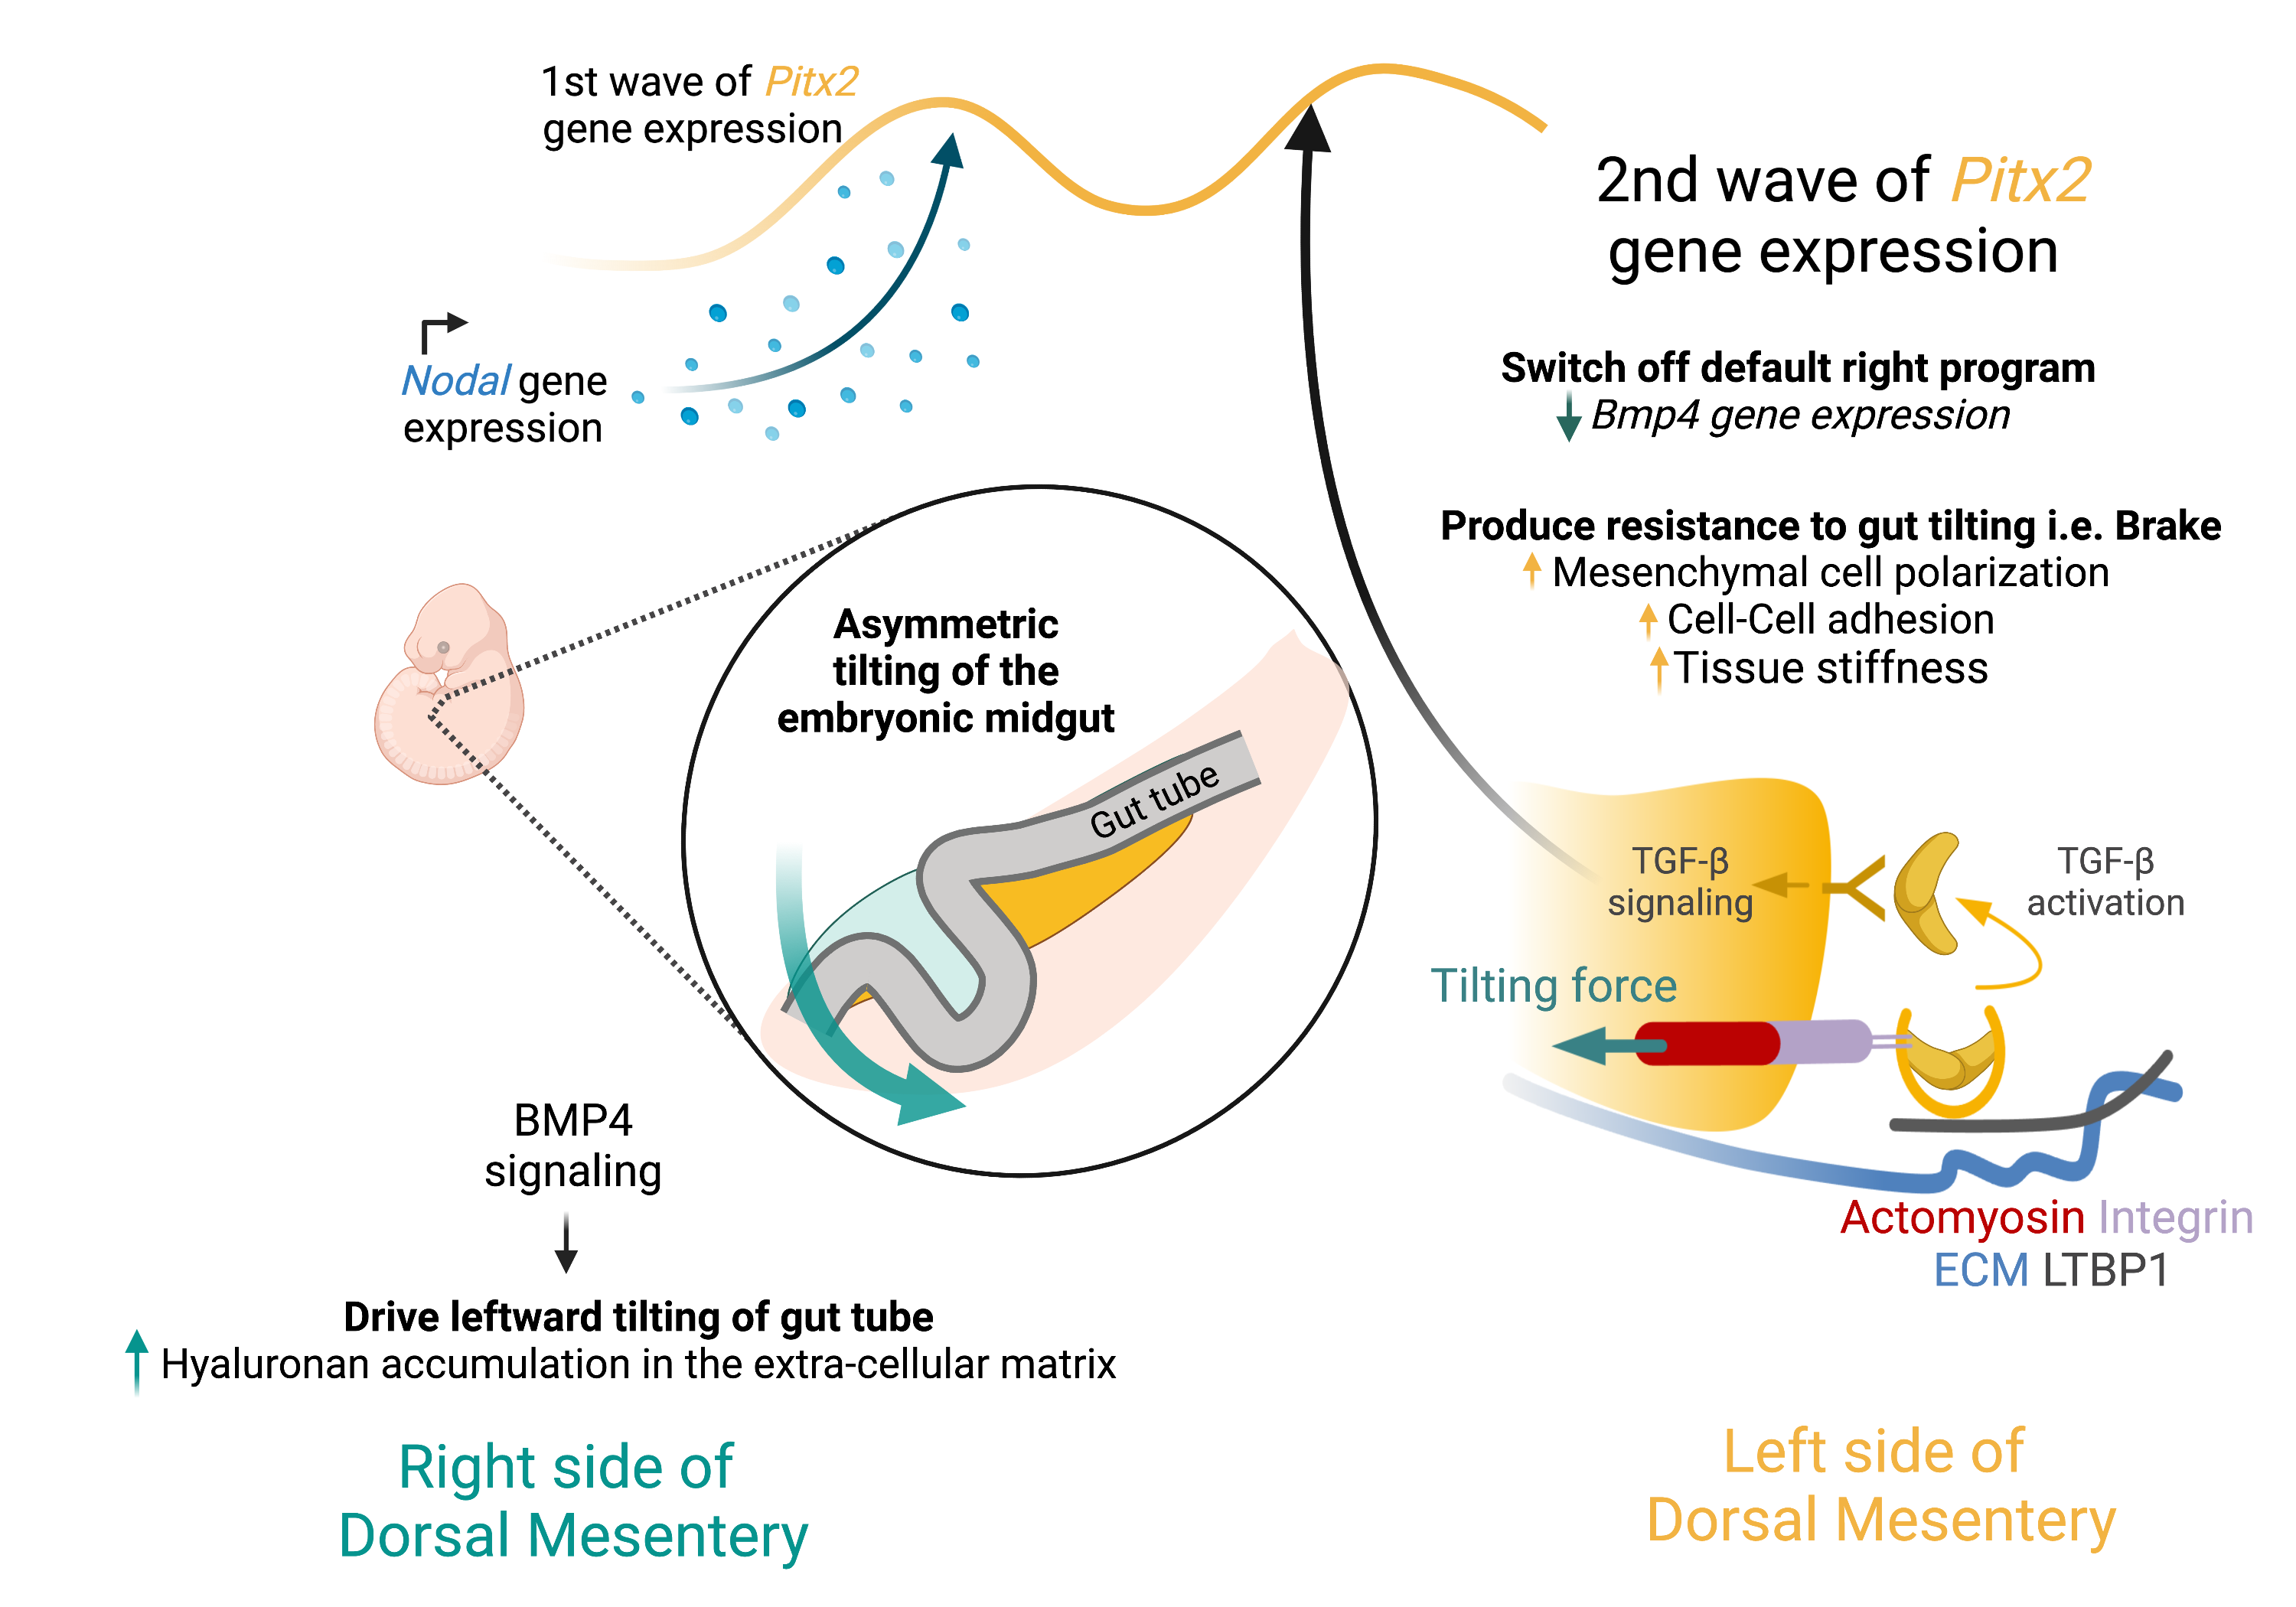 1st wave of Pitx2
gene expression
2nd wave of Pitx2
gene expression
Nodal gene
expression
Switch off default right program
Bmp4 gene expression
Produce resistance to gut tilting i.e. Brake
Mesenchymal cell polarization
Cell-Cell adhesion
Tissue stiffness
Asymmetric
tilting of the
embryonic midgut
Gut tube
TGF-β
signaling
TGF-β
activation
Tilting force
Actomyosin Integrin
ECM LTBP1
BMP4
signaling
Drive leftward tilting of gut tube
Hyaluronan accumulation in the extra-cellular matrix
Right side of
Dorsal Mesentery
Left side of
Dorsal Mesentery